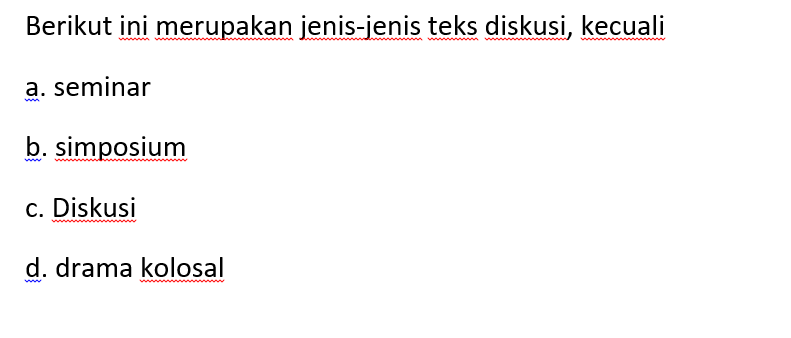 Berikut ini merupakan jenis-jenis teks diskusi, kecuali
a. seminar
b. simposium
c. Diskusi
d. drama kolosal